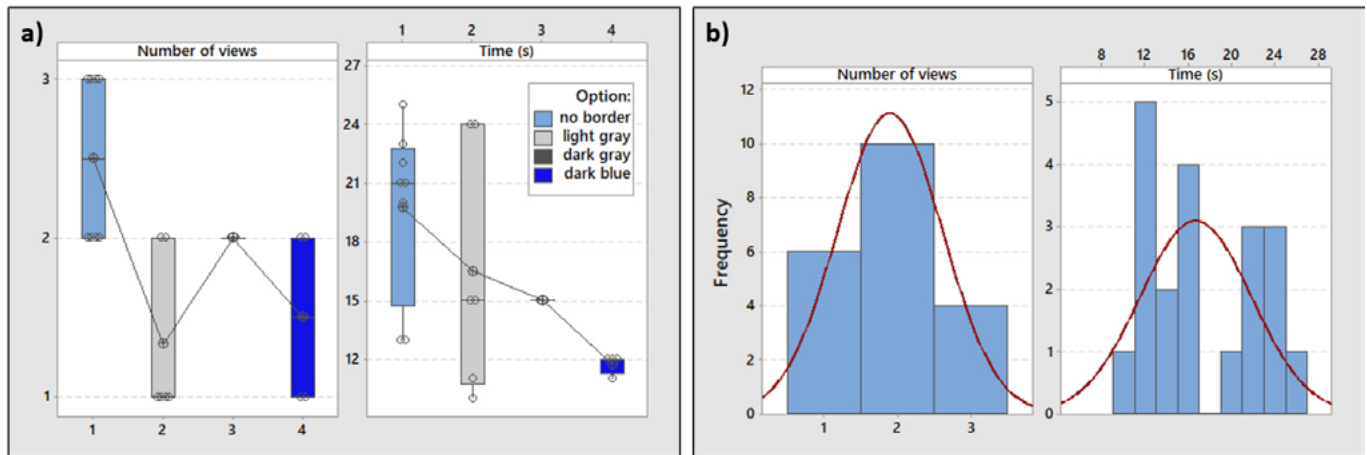 a)
Number of views
3
2
1
1 2 3 4
1 2 3 4
Time (s)
27
24
21
18
15
12
Option:
no border
light gray
dark gray
dark blue
b)
Number of views
Frequency
12
10
8
6
4
2
0
1 2 3
8 12 16 20 24 28
Time (s)
5
4
3
2
1
0